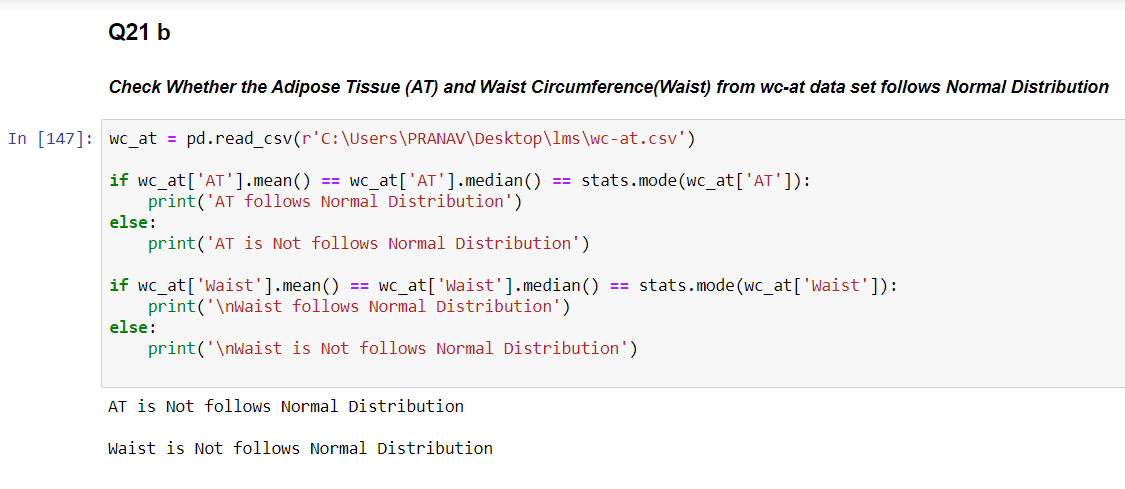 Q21 b
Check Whether the Adipose Tissue (AT) and Waist Circumference(Waist) from wc-at data set follows Normal Distribution
In [147]: wc_at = pd.read_csv(r'C:\Users\PRANAV\Desktop\lms\wc-at.csv')
if wc_at['AT'].mean() == wc_at['AT'].median() == stats.mode(wc_at['AT']):
    print('AT follows Normal Distribution')
else:
    print('AT is Not follows Normal Distribution')
if wc_at['Waist'].mean() == wc_at['Waist'].median() == stats.mode(wc_at['Waist']):
    print('\nWaist follows Normal Distribution')
else:
    print('\nWaist is Not follows Normal Distribution')
AT is Not follows Normal Distribution
Waist is Not follows Normal Distribution